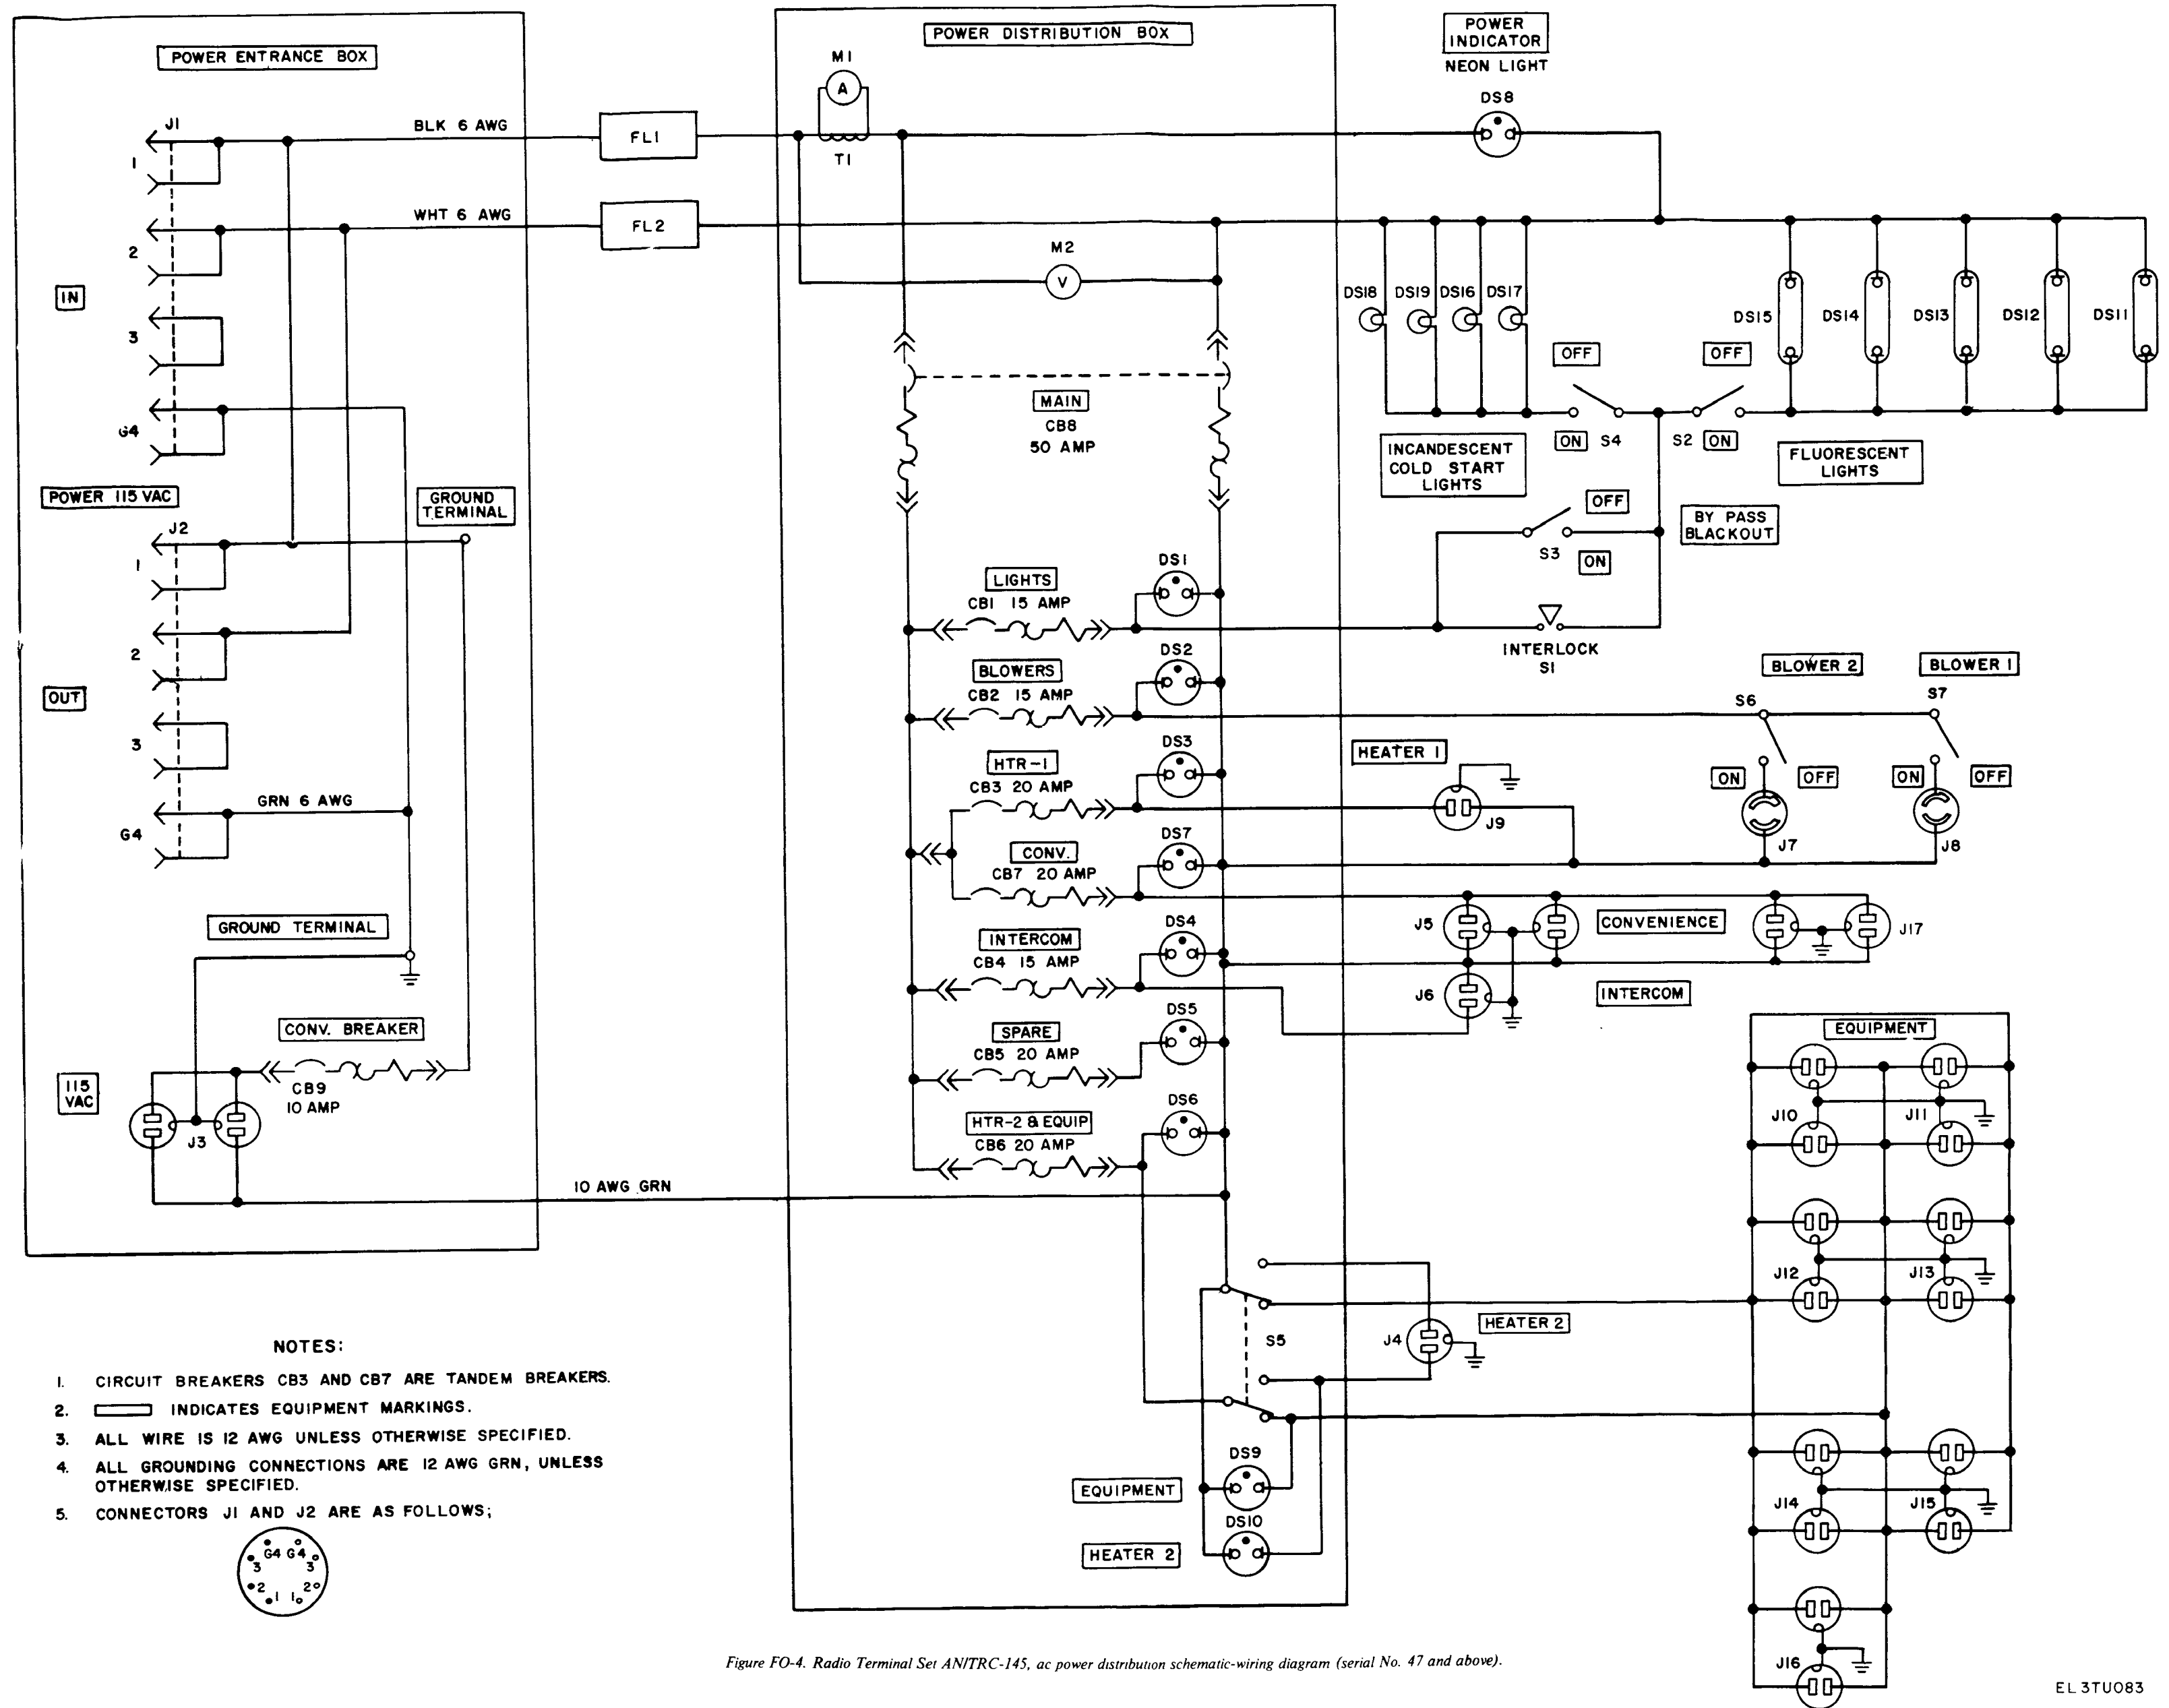 POWER ENTRANCE BOX
J1
1
2
IN
3
G4
BLK 6 AWG
WHT 6 AWG
POWER 115 VAC
GROUND
TERMINAL
J2
1
2
OUT
3
G4
GRN 6 AWG
GROUND TERMINAL
CONV. BREAKER
CB9
10 AMP
115
VAC
J3
10 AWG GRN
FL1
FL2
POWER DISTRIBUTION BOX
M1
A
T1
M2
V
MAIN
CB8
50 AMP
DS1
LIGHTS
CB1 15 AMP
DS2
BLOWERS
CB2 15 AMP
DS3
HTR-1
CB3 20 AMP
DS7
CONV.
CB7 20 AMP
DS4
INTERCOM
CB4 15 AMP
DS5
SPARE
CB5 20 AMP
DS6
HTR-2 & EQUIP
CB6 20 AMP
S5
DS9
EQUIPMENT
DS10
HEATER 2
POWER
INDICATOR
NEON LIGHT
DS8
DS18
DS19
DS16
DS17
DS15
DS14
DS13
DS12
DS11
OFF
OFF
ON
S4
S2
ON
INCANDESCENT
COLD START
LIGHTS
FLUORESCENT
LIGHTS
OFF
S3
ON
BY PASS
BLACKOUT
INTERLOCK
S1
BLOWER 2
BLOWER 1
S6
S7
ON
OFF
ON
OFF
J7
J8
HEATER 1
J9
J5
CONVENIENCE
J17
J6
INTERCOM
EQUIPMENT
J10
J11
J12
J13
J14
J15
J16
J4
HEATER 2
NOTES:
1. CIRCUIT BREAKERS CB3 AND CB7 ARE TANDEM BREAKERS.
2. INDICATES EQUIPMENT MARKINGS.
3. ALL WIRE IS 12 AWG UNLESS OTHERWISE SPECIFIED.
4. ALL GROUNDING CONNECTIONS ARE 12 AWG GRN, UNLESS
OTHERWISE SPECIFIED.
5. CONNECTORS J1 AND J2 ARE AS FOLLOWS;
G4 G4
3 3
2 2
1 1
Figure FO-4. Radio Terminal Set AN/TRC-145, ac power distribution schematic-wiring diagram (serial No. 47 and above).
EL3TU083